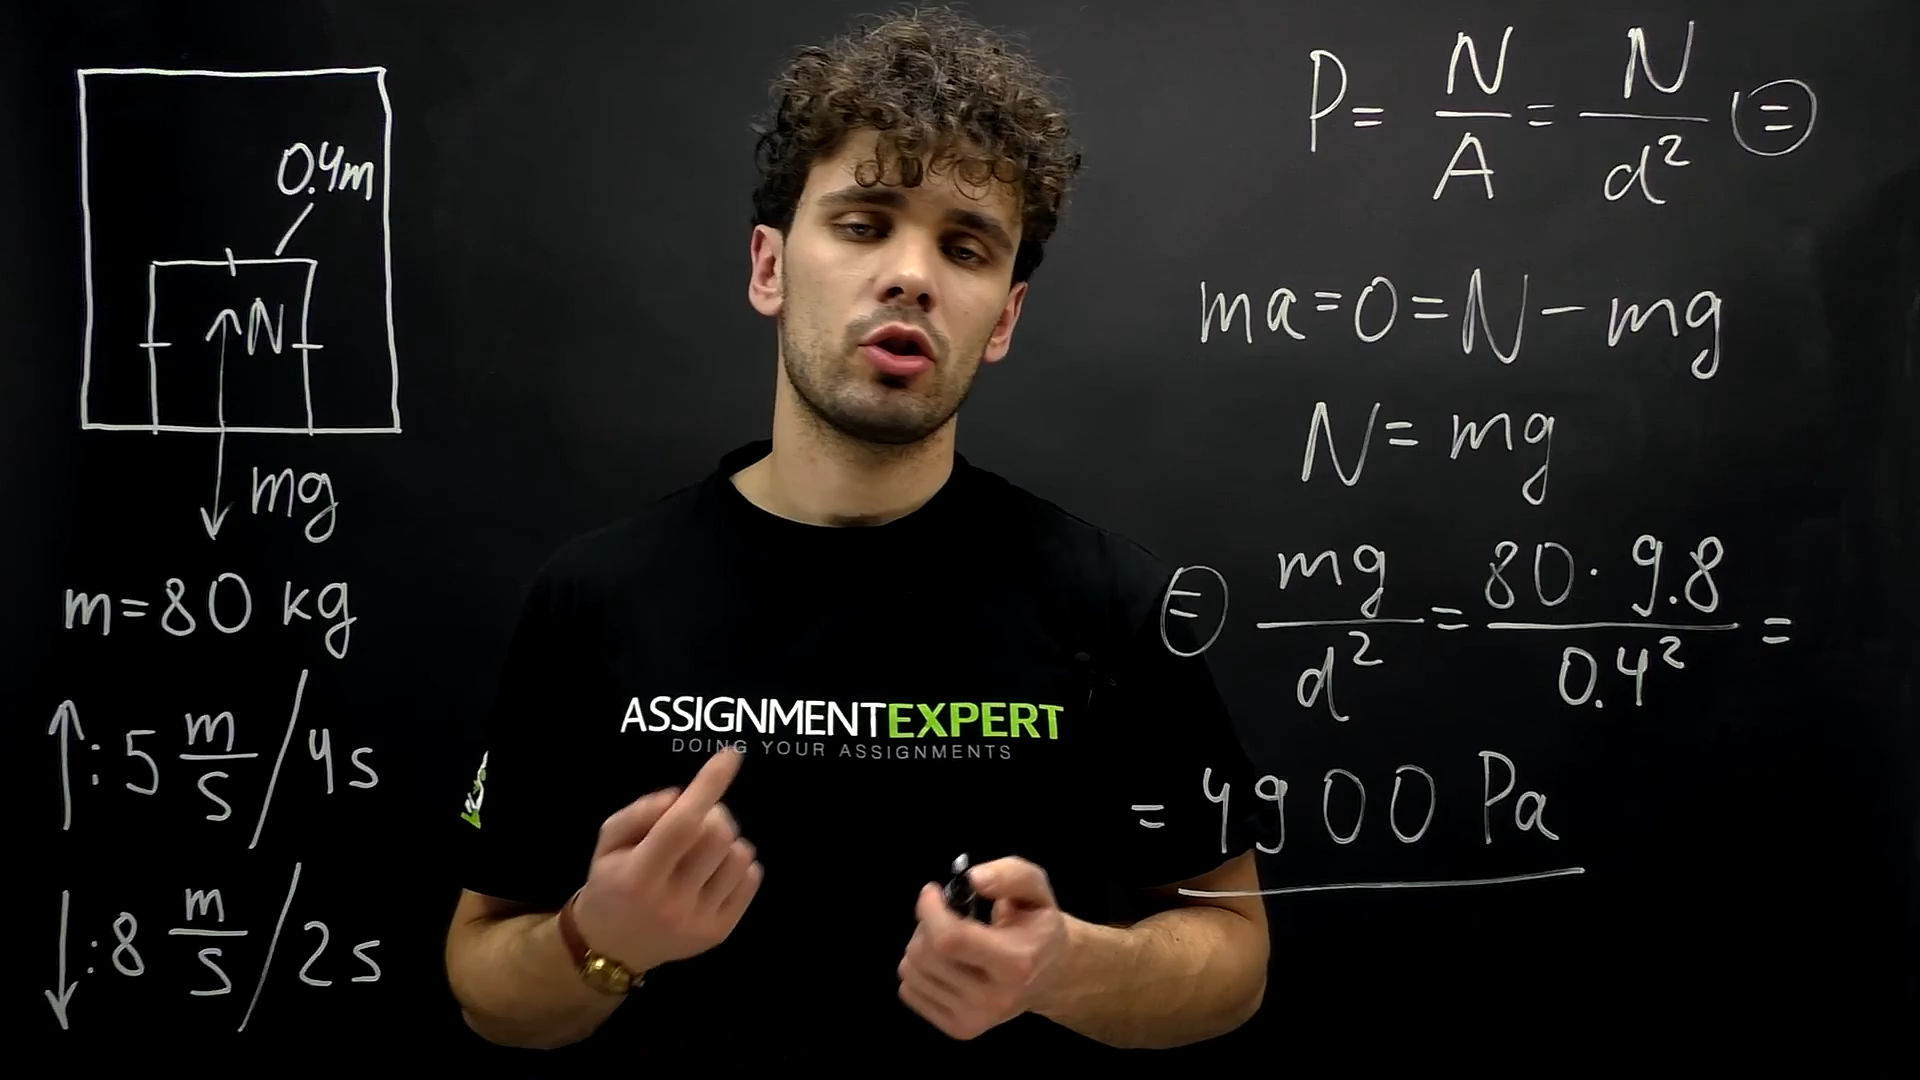 0.4m
N
mg
m=80 kg
↑: 5 m/s / 4s
↓: 8 m/s / 2s
ASSIGNMENTEXPERT
DOING YOUR ASSIGNMENTS
P= N/A = N/d² ⊜
ma=0=N-mg
N=mg
⊜ mg/d² = 80·9.8/0.4² =
= 4900 Pa